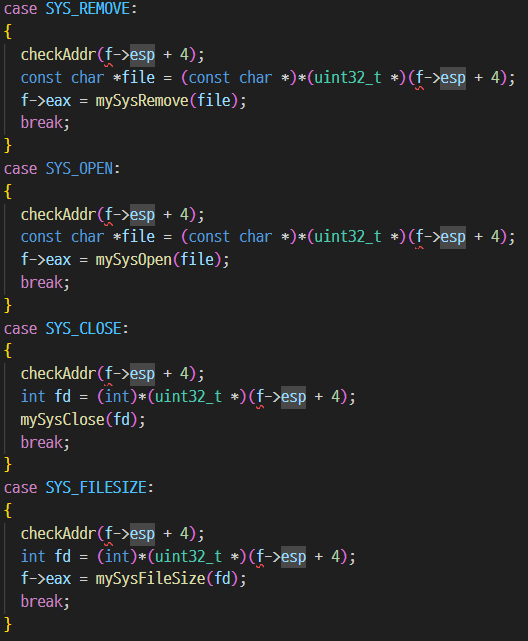 case SYS_REMOVE:
{
  checkAddr(f->esp + 4);
  const char *file = (const char *)*(uint32_t *)(f->esp + 4);
  f->eax = mySysRemove(file);
  break;
}
case SYS_OPEN:
{
  checkAddr(f->esp + 4);
  const char *file = (const char *)*(uint32_t *)(f->esp + 4);
  f->eax = mySysOpen(file);
  break;
}
case SYS_CLOSE:
{
  checkAddr(f->esp + 4);
  int fd = (int)*(uint32_t *)(f->esp + 4);
  mySysClose(fd);
  break;
}
case SYS_FILESIZE:
{
  checkAddr(f->esp + 4);
  int fd = (int)*(uint32_t *)(f->esp + 4);
  f->eax = mySysFileSize(fd);
  break;
}